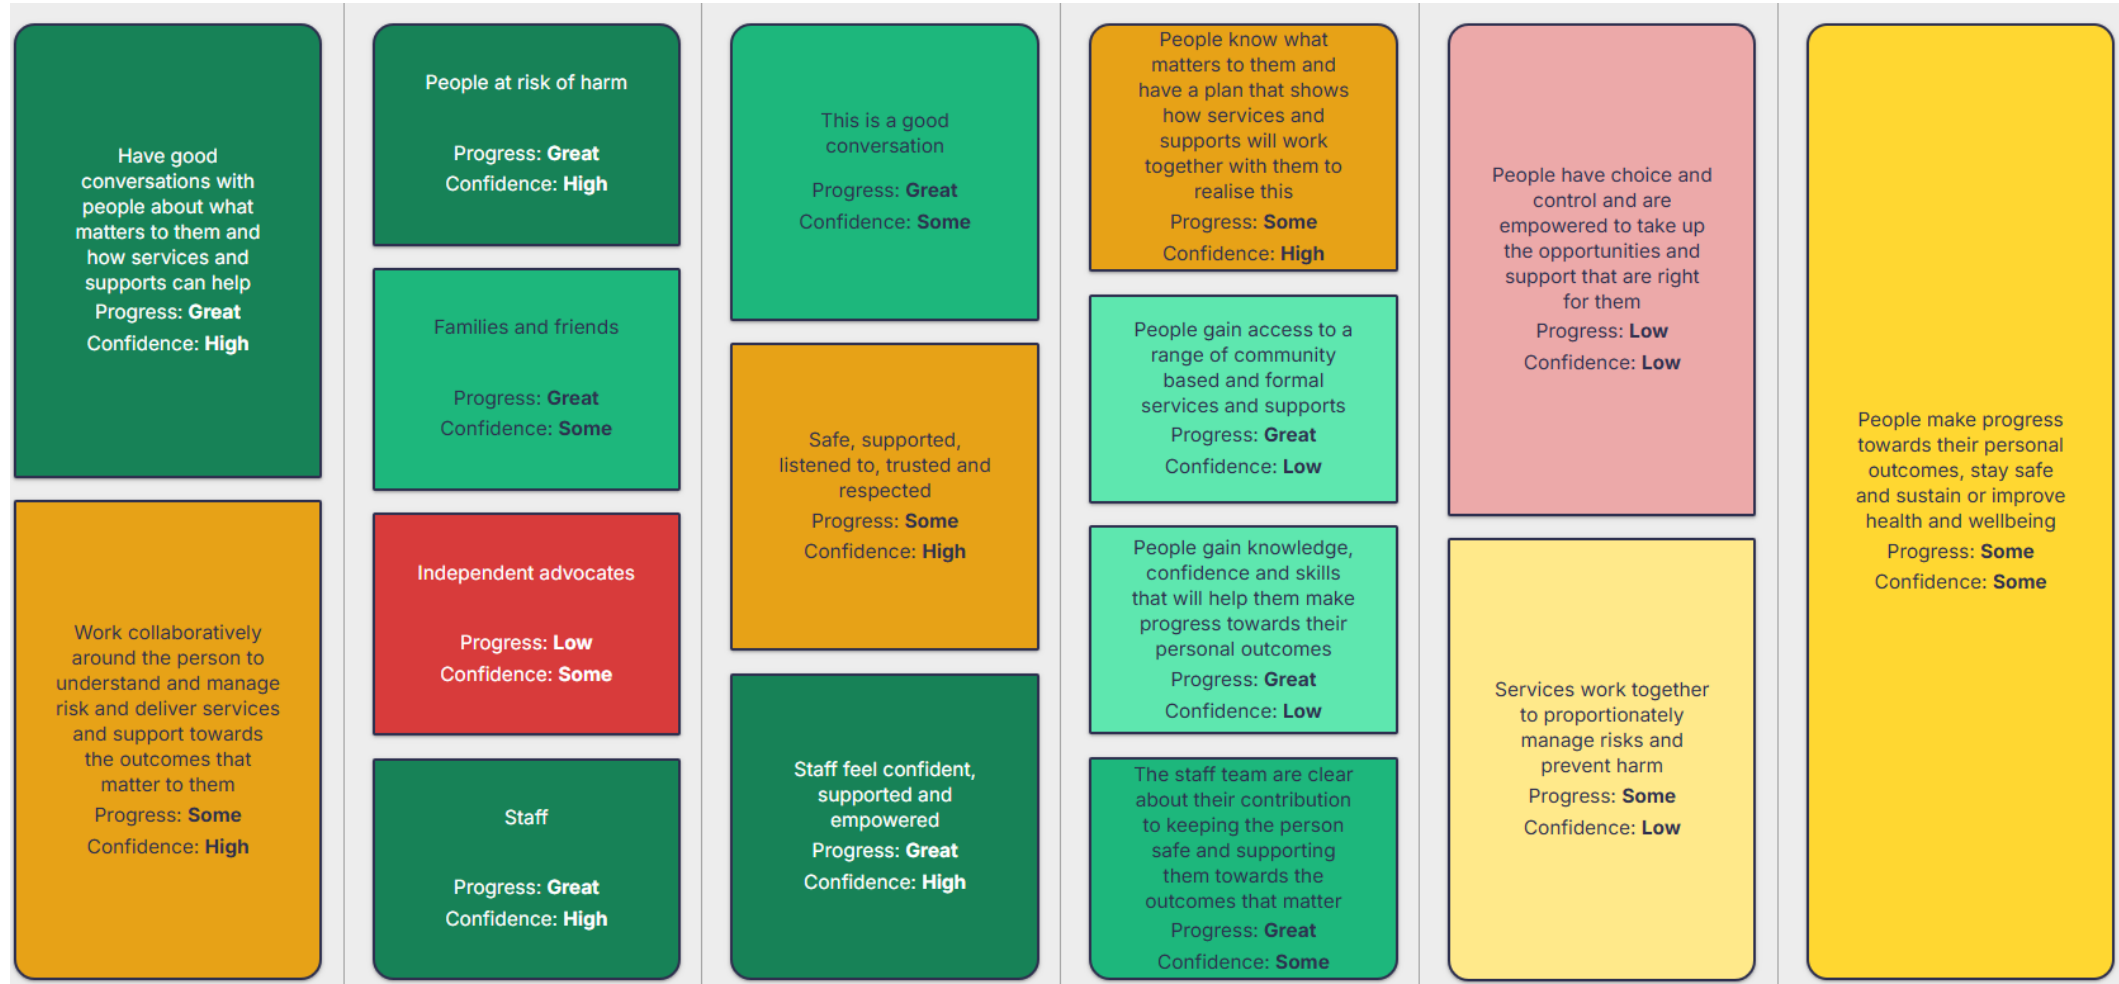 Have good
conversations with
people about what
matters to them and
how services and
supports can help
Progress: Great
Confidence: High
Work collaboratively
around the person to
understand and manage
risk and deliver services
and support towards
the outcomes that
matter to them
Progress: Some
Confidence: High
People at risk of harm
Progress: Great
Confidence: High
Families and friends
Progress: Great
Confidence: Some
Independent advocates
Progress: Low
Confidence: Some
Staff
Progress: Great
Confidence: High
This is a good
conversation
Progress: Great
Confidence: Some
Safe, supported,
listened to, trusted and
respected
Progress: Some
Confidence: High
Staff feel confident,
supported and
empowered
Progress: Great
Confidence: High
People know what
matters to them and
have a plan that shows
how services and
supports will work
together with them to
realise this
Progress: Some
Confidence: High
People gain access to a
range of community
based and formal
services and supports
Progress: Great
Confidence: Low
People gain knowledge,
confidence and skills
that will help them make
progress towards their
personal outcomes
Progress: Great
Confidence: Low
The staff team are clear
about their contribution
to keeping the person
safe and supporting
them towards the
outcomes that matter
Progress: Great
Confidence: Some
People have choice and
control and are
empowered to take up
the opportunities and
support that are right
for them
Progress: Low
Confidence: Low
Services work together
to proportionately
manage risks and
prevent harm
Progress: Some
Confidence: Low
People make progress
towards their personal
outcomes, stay safe
and sustain or improve
health and wellbeing
Progress: Some
Confidence: Some